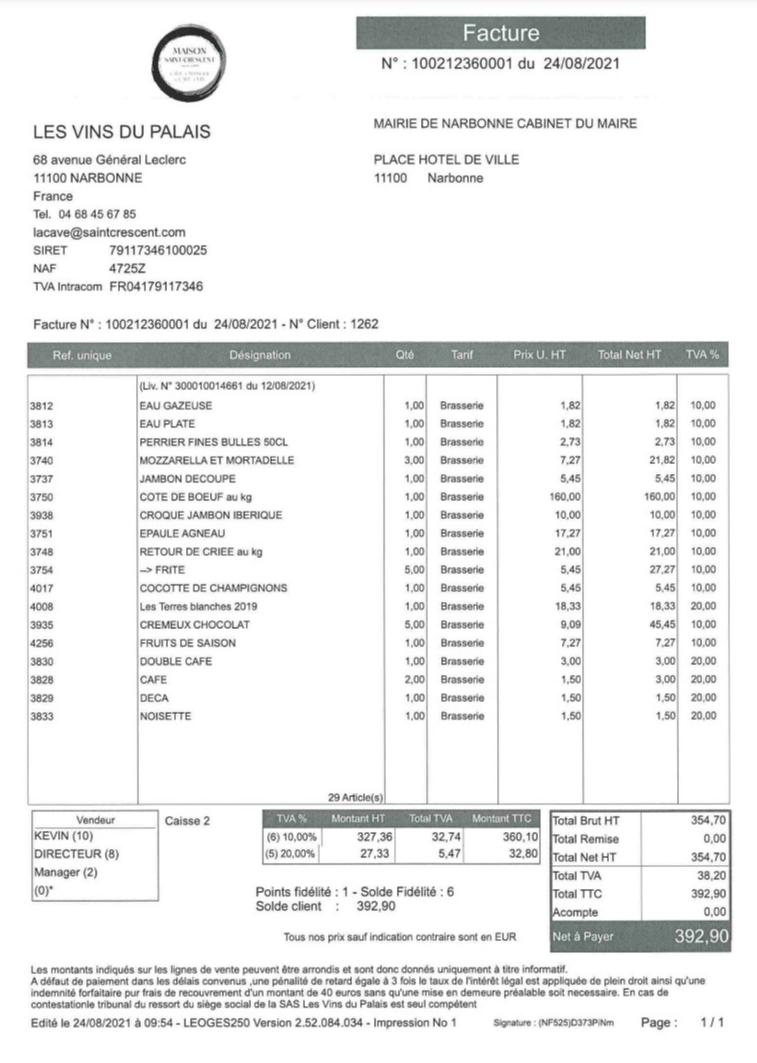 Facture
N° : 100212360001 du 24/08/2021
MAISON
SAINT-CRESCENT
LES VINS DU PALAIS
68 avenue Général Leclerc
11100 NARBONNE
France
Tel. 04 68 45 67 85
lacave@saintcrescent.com
SIRET 79117346100025
NAF 4725Z
TVA Intracom FR04179117346
MAIRIE DE NARBONNE CABINET DU MAIRE
PLACE HOTEL DE VILLE
11100 Narbonne
Facture N° : 100212360001 du 24/08/2021 - N° Client : 1262
Ref. unique Désignation Qté Tarif Prix U. HT Total Net HT TVA %
(Liv. N° 300010014661 du 12/08/2021)
3812 EAU GAZEUSE 1,00 Brasserie 1,82 1,82 10,00
3813 EAU PLATE 1,00 Brasserie 1,82 1,82 10,00
3814 PERRIER FINES BULLES 50CL 1,00 Brasserie 2,73 2,73 10,00
3740 MOZZARELLA ET MORTADELLE 3,00 Brasserie 7,27 21,82 10,00
3737 JAMBON DECOUPE 1,00 Brasserie 5,45 5,45 10,00
3750 COTE DE BOEUF au kg 1,00 Brasserie 160,00 160,00 10,00
3938 CROQUE JAMBON IBERIQUE 1,00 Brasserie 10,00 10,00 10,00
3751 EPAULE AGNEAU 1,00 Brasserie 17,27 17,27 10,00
3748 RETOUR DE CRIEE au kg 1,00 Brasserie 21,00 21,00 10,00
3754 --> FRITE 5,00 Brasserie 5,45 27,27 10,00
4017 COCOTTE DE CHAMPIGNONS 1,00 Brasserie 5,45 5,45 10,00
4008 Les Terres blanches 2019 1,00 Brasserie 18,33 18,33 20,00
3935 CREMEUX CHOCOLAT 5,00 Brasserie 9,09 45,45 10,00
4256 FRUITS DE SAISON 1,00 Brasserie 7,27 7,27 10,00
3830 DOUBLE CAFE 1,00 Brasserie 3,00 3,00 20,00
3828 CAFE 2,00 Brasserie 1,50 3,00 20,00
3829 DECA 1,00 Brasserie 1,50 1,50 20,00
3833 NOISETTE 1,00 Brasserie 1,50 1,50 20,00
29 Article(s)
Vendeur
KEVIN (10)
DIRECTEUR (8)
Manager (2)
(0)*
Caisse 2
TVA % Montant HT Total TVA Montant TTC
(6) 10,00% 327,36 32,74 360,10
(5) 20,00% 27,33 5,47 32,80
Points fidélité : 1 - Solde Fidélité : 6
Solde client : 392,90
Tous nos prix sauf indication contraire sont en EUR
Total Brut HT 354,70
Total Remise 0,00
Total Net HT 354,70
Total TVA 38,20
Total TTC 392,90
Acompte 0,00
Net à Payer 392,90
Les montants indiqués sur les lignes de vente peuvent être arrondis et sont donc donnés uniquement à titre informatif.
A défaut de paiement dans les délais convenus ,une pénalité de retard égale à 3 fois le taux de l'intérêt légal est appliquée de plein droit ainsi qu'une
indemnité forfaitaire pur frais de recouvrement d'un montant de 40 euros sans qu'une mise en demeure préalable soit necessaire. En cas de
contestationle tribunal du ressort du siège social de la SAS Les Vins du Palais est seul compétent
Edité le 24/08/2021 à 09:54 - LEOGES250 Version 2.52.084.034 - Impression No 1 Signature : (NF525)D373PiNm Page : 1 / 1